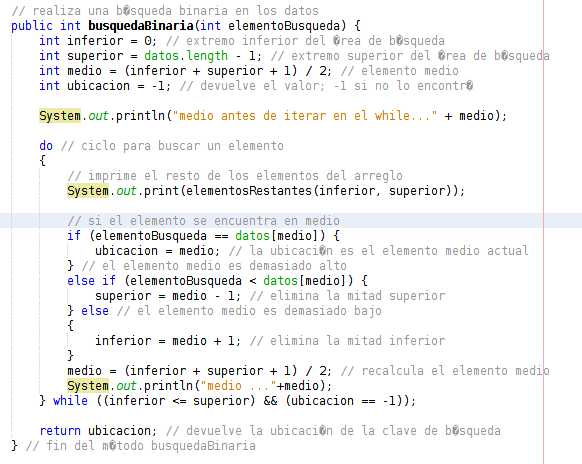 // realiza una b�squeda binaria en los datos
public int busquedaBinaria(int elementoBusqueda) {
    int inferior = 0; // extremo inferior del �rea de b�squeda
    int superior = datos.length - 1; // extremo superior del �rea de b�squeda
    int medio = (inferior + superior + 1) / 2; // elemento medio
    int ubicacion = -1; // devuelve el valor; -1 si no lo encontr�

    System.out.println("medio antes de iterar en el while..." + medio);

    do // ciclo para buscar un elemento
    {
        // imprime el resto de los elementos del arreglo
        System.out.print(elementosRestantes(inferior, superior));

        // si el elemento se encuentra en medio
        if (elementoBusqueda == datos[medio]) {
            ubicacion = medio; // la ubicaci�n es el elemento medio actual
        } // el elemento medio es demasiado alto
        else if (elementoBusqueda < datos[medio]) {
            superior = medio - 1; // elimina la mitad superior
        } else // el elemento medio es demasiado bajo
        {
            inferior = medio + 1; // elimina la mitad inferior
        }
        medio = (inferior + superior + 1) / 2; // recalcula el elemento medio
        System.out.println("medio ..."+medio);
    } while ((inferior <= superior) && (ubicacion == -1));

    return ubicacion; // devuelve la ubicaci�n de la clave de b�squeda
} // fin del m�todo busquedaBinaria